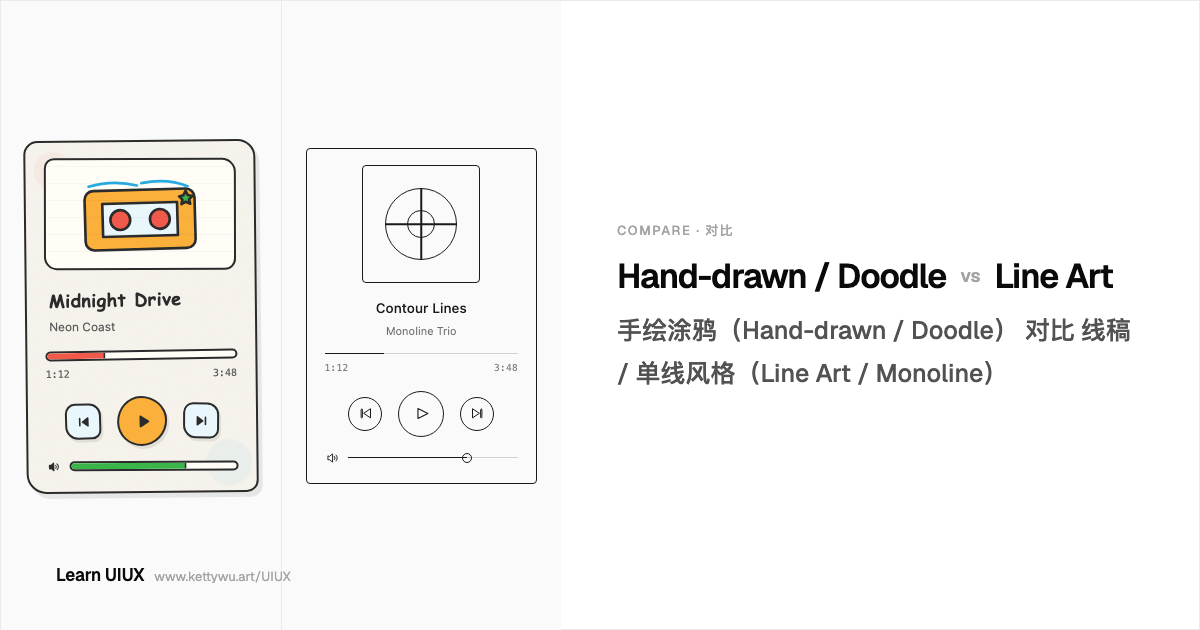 Midnight Drive
Neon Coast
1:12 3:48
Contour Lines
Monoline Trio
1:12 3:48
Learn UIUX www.kettywu.art/UIUX
COMPARE · 对比
Hand-drawn / Doodle vs Line Art
手绘涂鸦（Hand-drawn / Doodle） 对比 线稿
/ 单线风格（Line Art / Monoline）